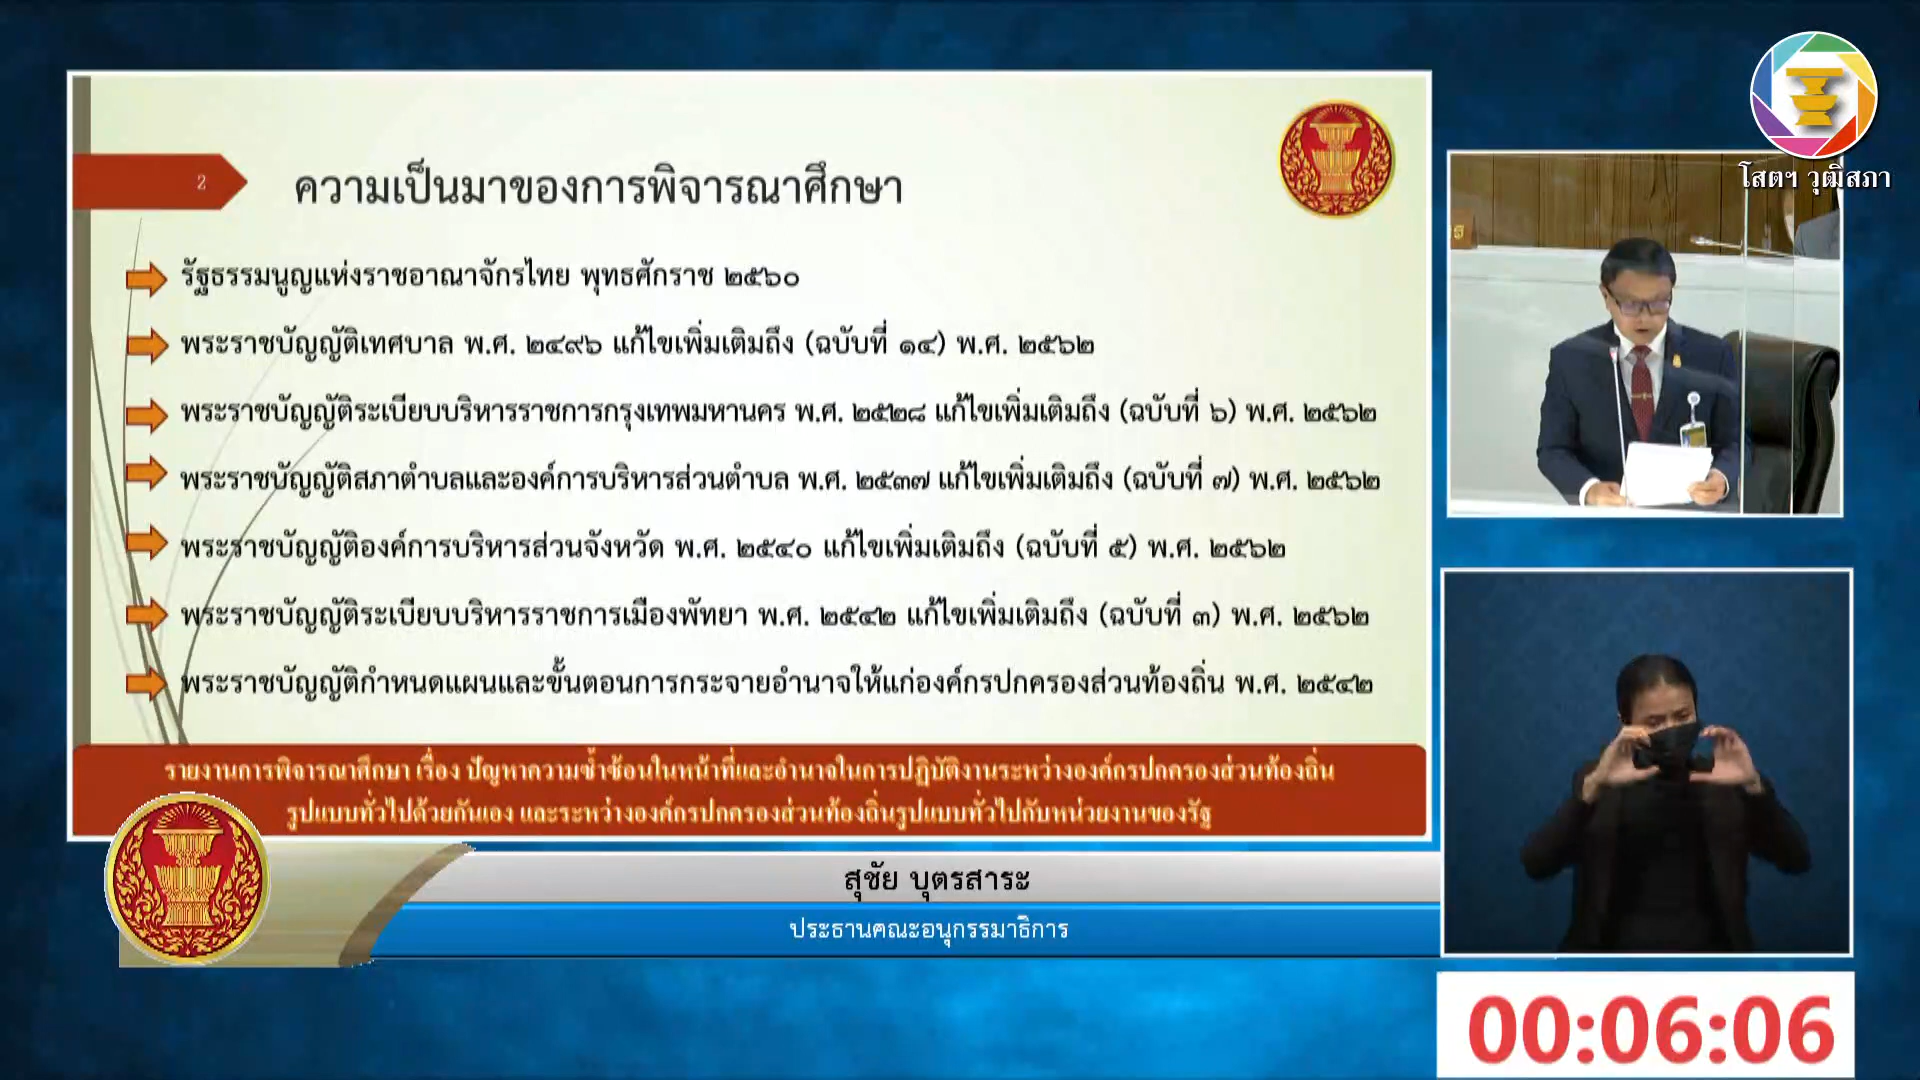 โสตฯ วุฒิสภา
2
ความเป็นมาของการพิจารณาศึกษา
รัฐธรรมนูญแห่งราชอาณาจักรไทย พุทธศักราช ๒๕๖๐
พระราชบัญญัติเทศบาล พ.ศ. ๒๔๙๖ แก้ไขเพิ่มเติมถึง (ฉบับที่ ๑๔) พ.ศ. ๒๕๖๒
พระราชบัญญัติระเบียบบริหารราชการกรุงเทพมหานคร พ.ศ. ๒๕๒๘ แก้ไขเพิ่มเติมถึง (ฉบับที่ ๖) พ.ศ. ๒๕๖๒
พระราชบัญญัติสภาตำบลและองค์การบริหารส่วนตำบล พ.ศ. ๒๕๓๗ แก้ไขเพิ่มเติมถึง (ฉบับที่ ๗) พ.ศ. ๒๕๖๒
พระราชบัญญัติองค์การบริหารส่วนจังหวัด พ.ศ. ๒๕๔๐ แก้ไขเพิ่มเติมถึง (ฉบับที่ ๕) พ.ศ. ๒๕๖๒
พระราชบัญญัติระเบียบบริหารราชการเมืองพัทยา พ.ศ. ๒๕๔๒ แก้ไขเพิ่มเติมถึง (ฉบับที่ ๓) พ.ศ. ๒๕๖๒
พระราชบัญญัติกำหนดแผนและขั้นตอนการกระจายอำนาจให้แก่องค์กรปกครองส่วนท้องถิ่น พ.ศ. ๒๕๔๒
รายงานการพิจารณาศึกษา เรื่อง ปัญหาความซ้ำซ้อนในหน้าที่และอำนาจในการปฏิบัติงานระหว่างองค์กรปกครองส่วนท้องถิ่น
รูปแบบทั่วไปด้วยกันเอง และระหว่างองค์กรปกครองส่วนท้องถิ่นรูปแบบทั่วไปกับหน่วยงานของรัฐ
สุชัย บุตรสาระ
ประธานคณะอนุกรรมาธิการ
00:06:06